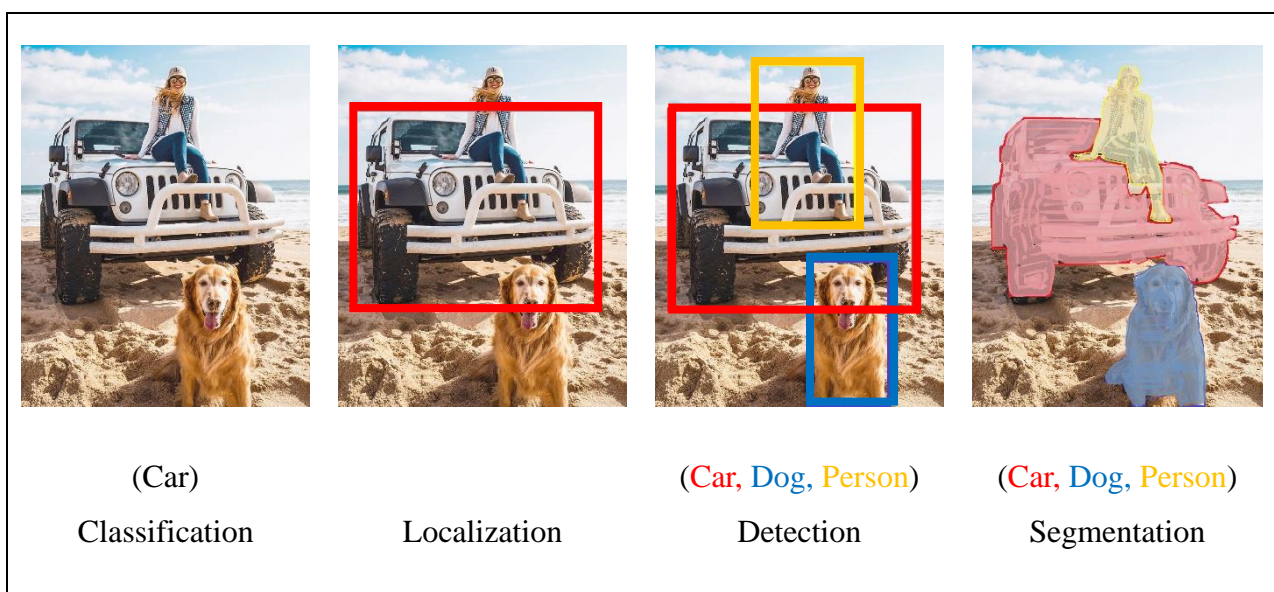 (Car)
(Car, Dog, Person)
(Car, Dog, Person)
Classification
Localization
Detection
Segmentation